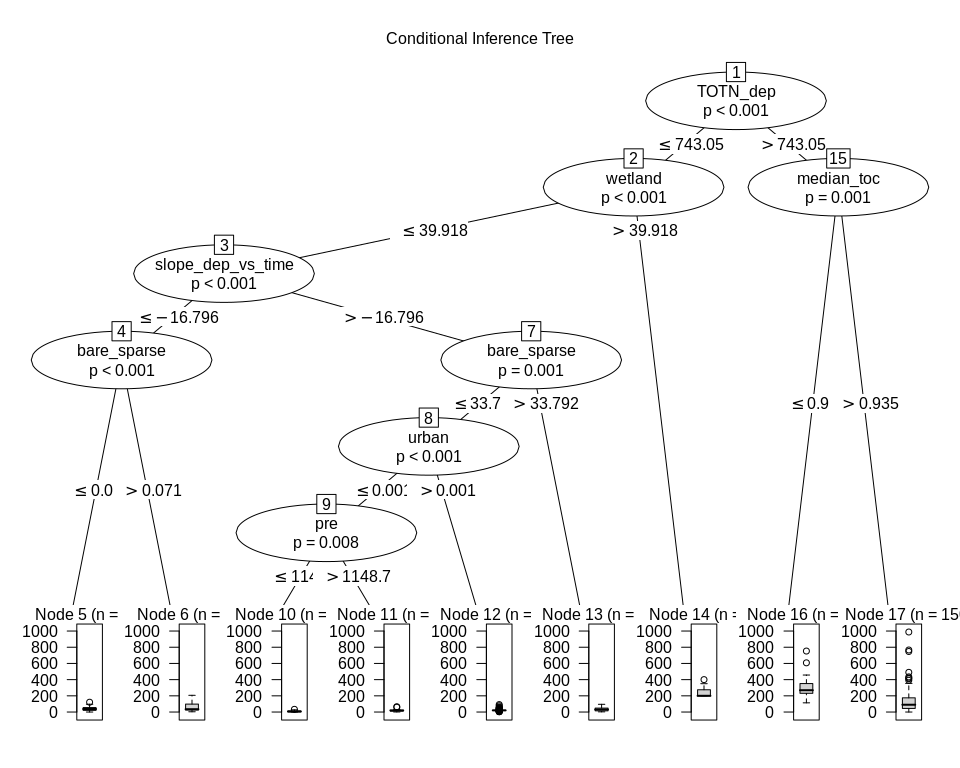 Conditional Inference Tree
1
TOTN_dep
p < 0.001
≤ 743.05
> 743.05
2
wetland
p < 0.001
15
median_toc
p = 0.001
≤ 39.918
> 39.918
3
slope_dep_vs_time
p < 0.001
≤ −16.796
> −16.796
4
bare_sparse
p < 0.001
7
bare_sparse
p = 0.001
≤ 33.7
> 33.792
≤ 0.9
> 0.935
8
urban
p < 0.001
≤ 0.0
> 0.071
≤ 0.001
> 0.001
9
pre
p = 0.008
≤ 114
> 1148.7
Node 5 (n =
Node 6 (n =
Node 10 (n =
Node 11 (n =
Node 12 (n =
Node 13 (n =
Node 14 (n =
Node 16 (n =
Node 17 (n = 150
1000 1000 1000 1000 1000 1000 1000 1000 1000
800 800 800 800 800 800 800 800 800
600 600 600 600 600 600 600 600 600
400 400 400 400 400 400 400 400 400
200 200 200 200 200 200 200 200 200
0 0 0 0 0 0 0 0 0